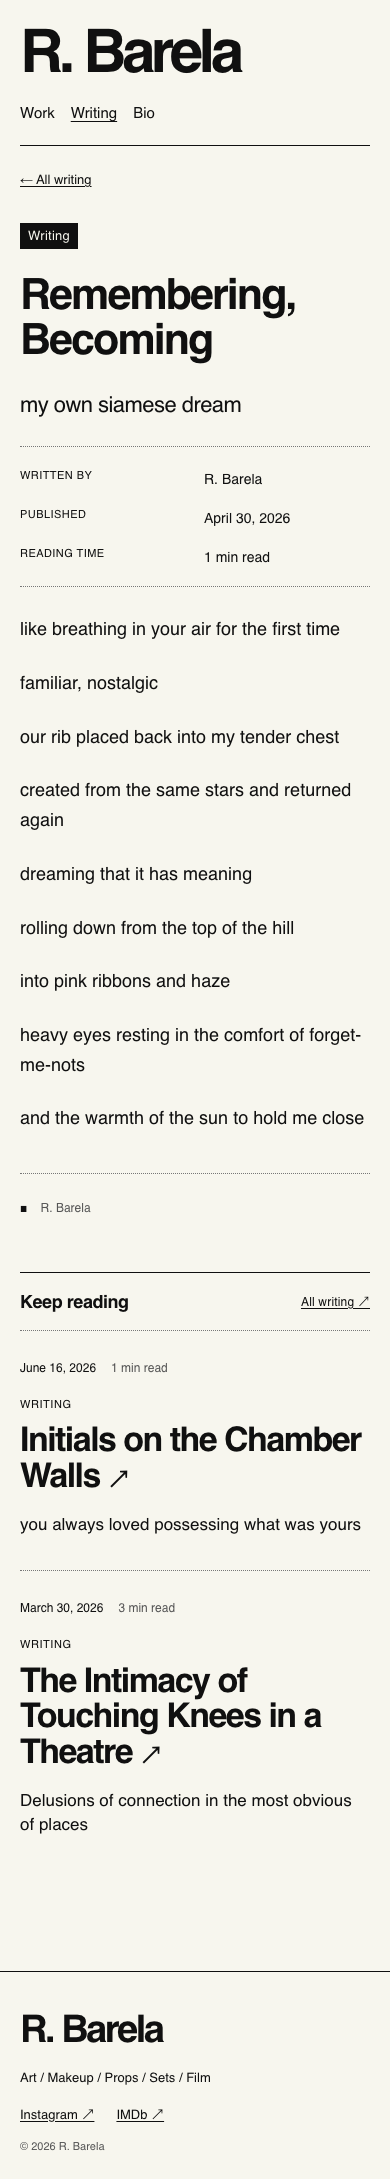 R. Barela
Work Writing Bio
← All writing
Writing
Remembering,
Becoming
my own siamese dream
WRITTEN BY R. Barela
PUBLISHED April 30, 2026
READING TIME 1 min read
like breathing in your air for the first time
familiar, nostalgic
our rib placed back into my tender chest
created from the same stars and returned
again
dreaming that it has meaning
rolling down from the top of the hill
into pink ribbons and haze
heavy eyes resting in the comfort of forget-
me-nots
and the warmth of the sun to hold me close
■ R. Barela
Keep reading All writing ↗
June 16, 2026 1 min read
WRITING
Initials on the Chamber
Walls ↗
you always loved possessing what was yours
March 30, 2026 3 min read
WRITING
The Intimacy of
Touching Knees in a
Theatre ↗
Delusions of connection in the most obvious
of places
R. Barela
Art / Makeup / Props / Sets / Film
Instagram ↗ IMDb ↗
© 2026 R. Barela